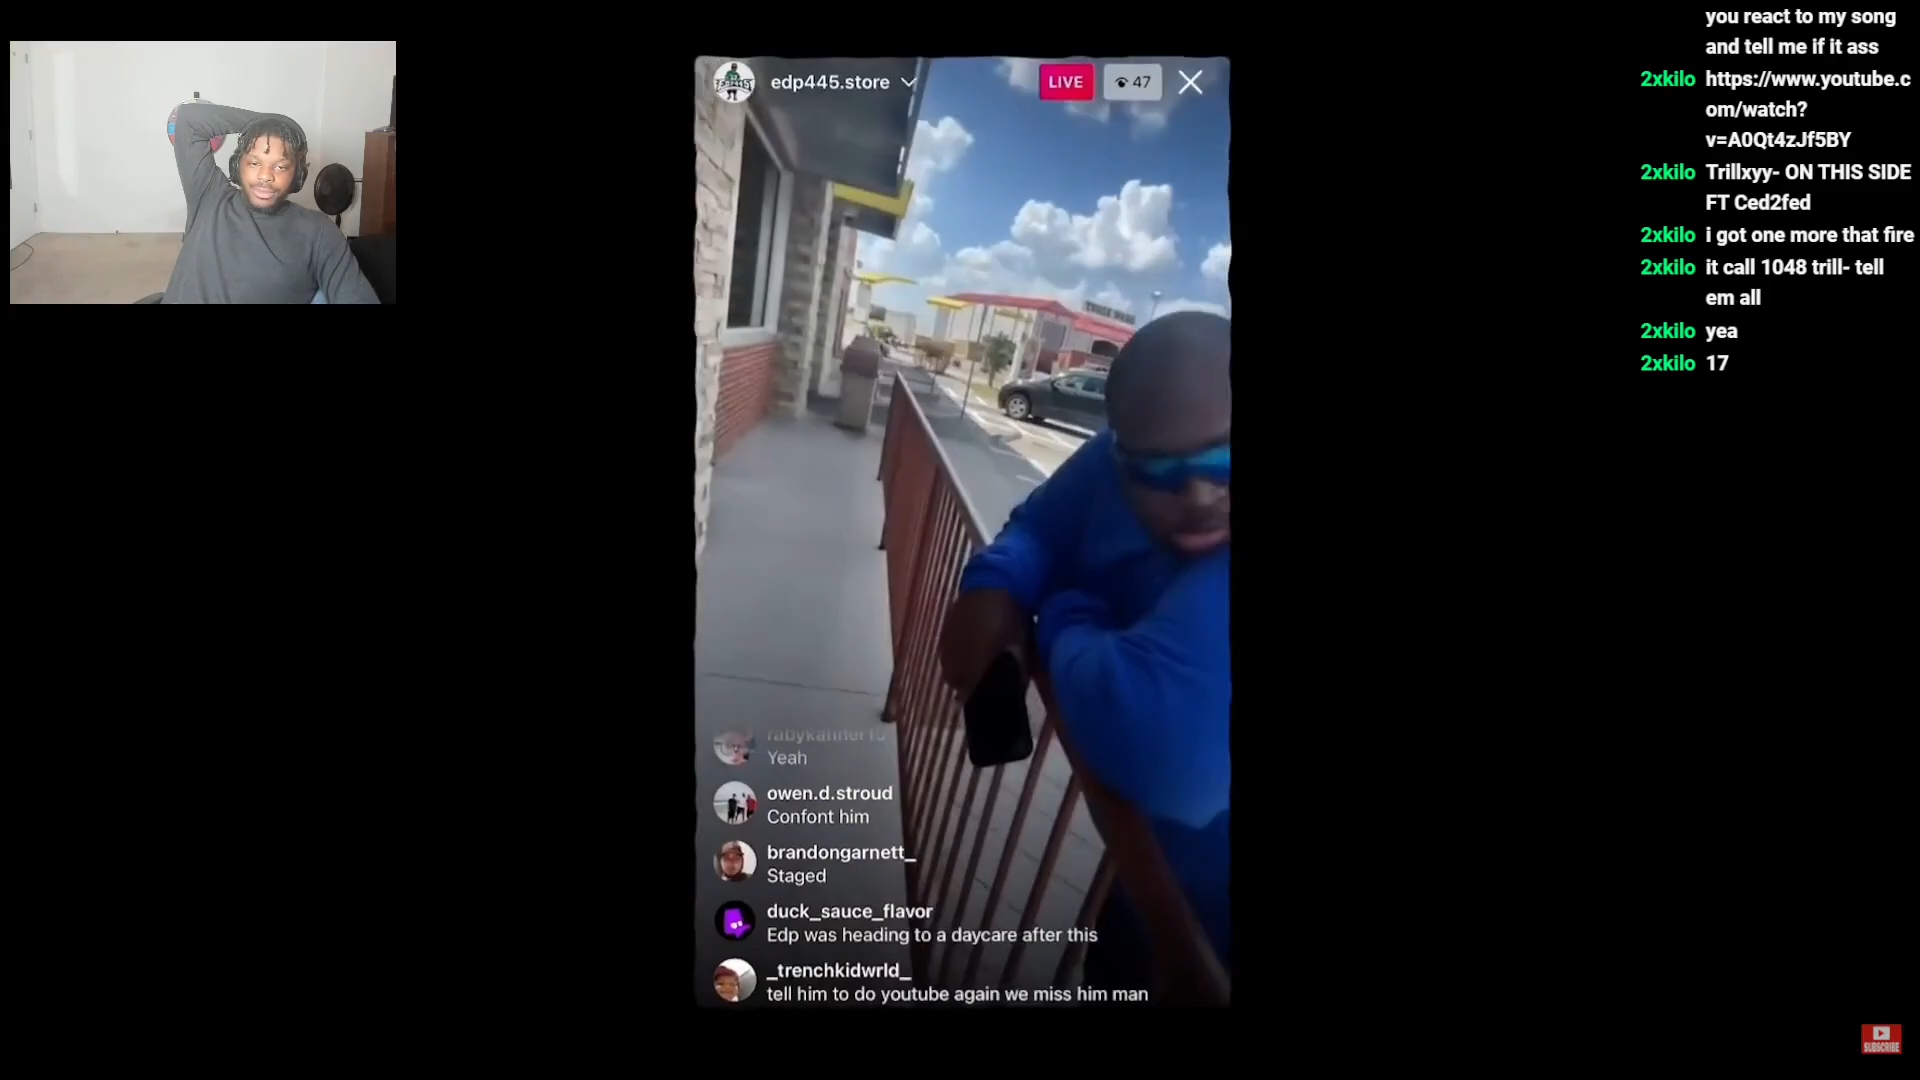 edp445.store
LIVE
47
Yeah
owen.d.stroud
Confont him
brandongarnett_
Staged
duck_sauce_flavor
Edp was heading to a daycare after this
_trenchkidwrld_
tell him to do youtube again we miss him man
you react to my song
and tell me if it ass
2xkilo https://www.youtube.c
om/watch?
v=A0Qt4zJf5BY
2xkilo Trillxyy- ON THIS SIDE
FT Ced2fed
2xkilo i got one more that fire
2xkilo it call 1048 trill- tell
em all
2xkilo yea
2xkilo 17
SUBSCRIBE